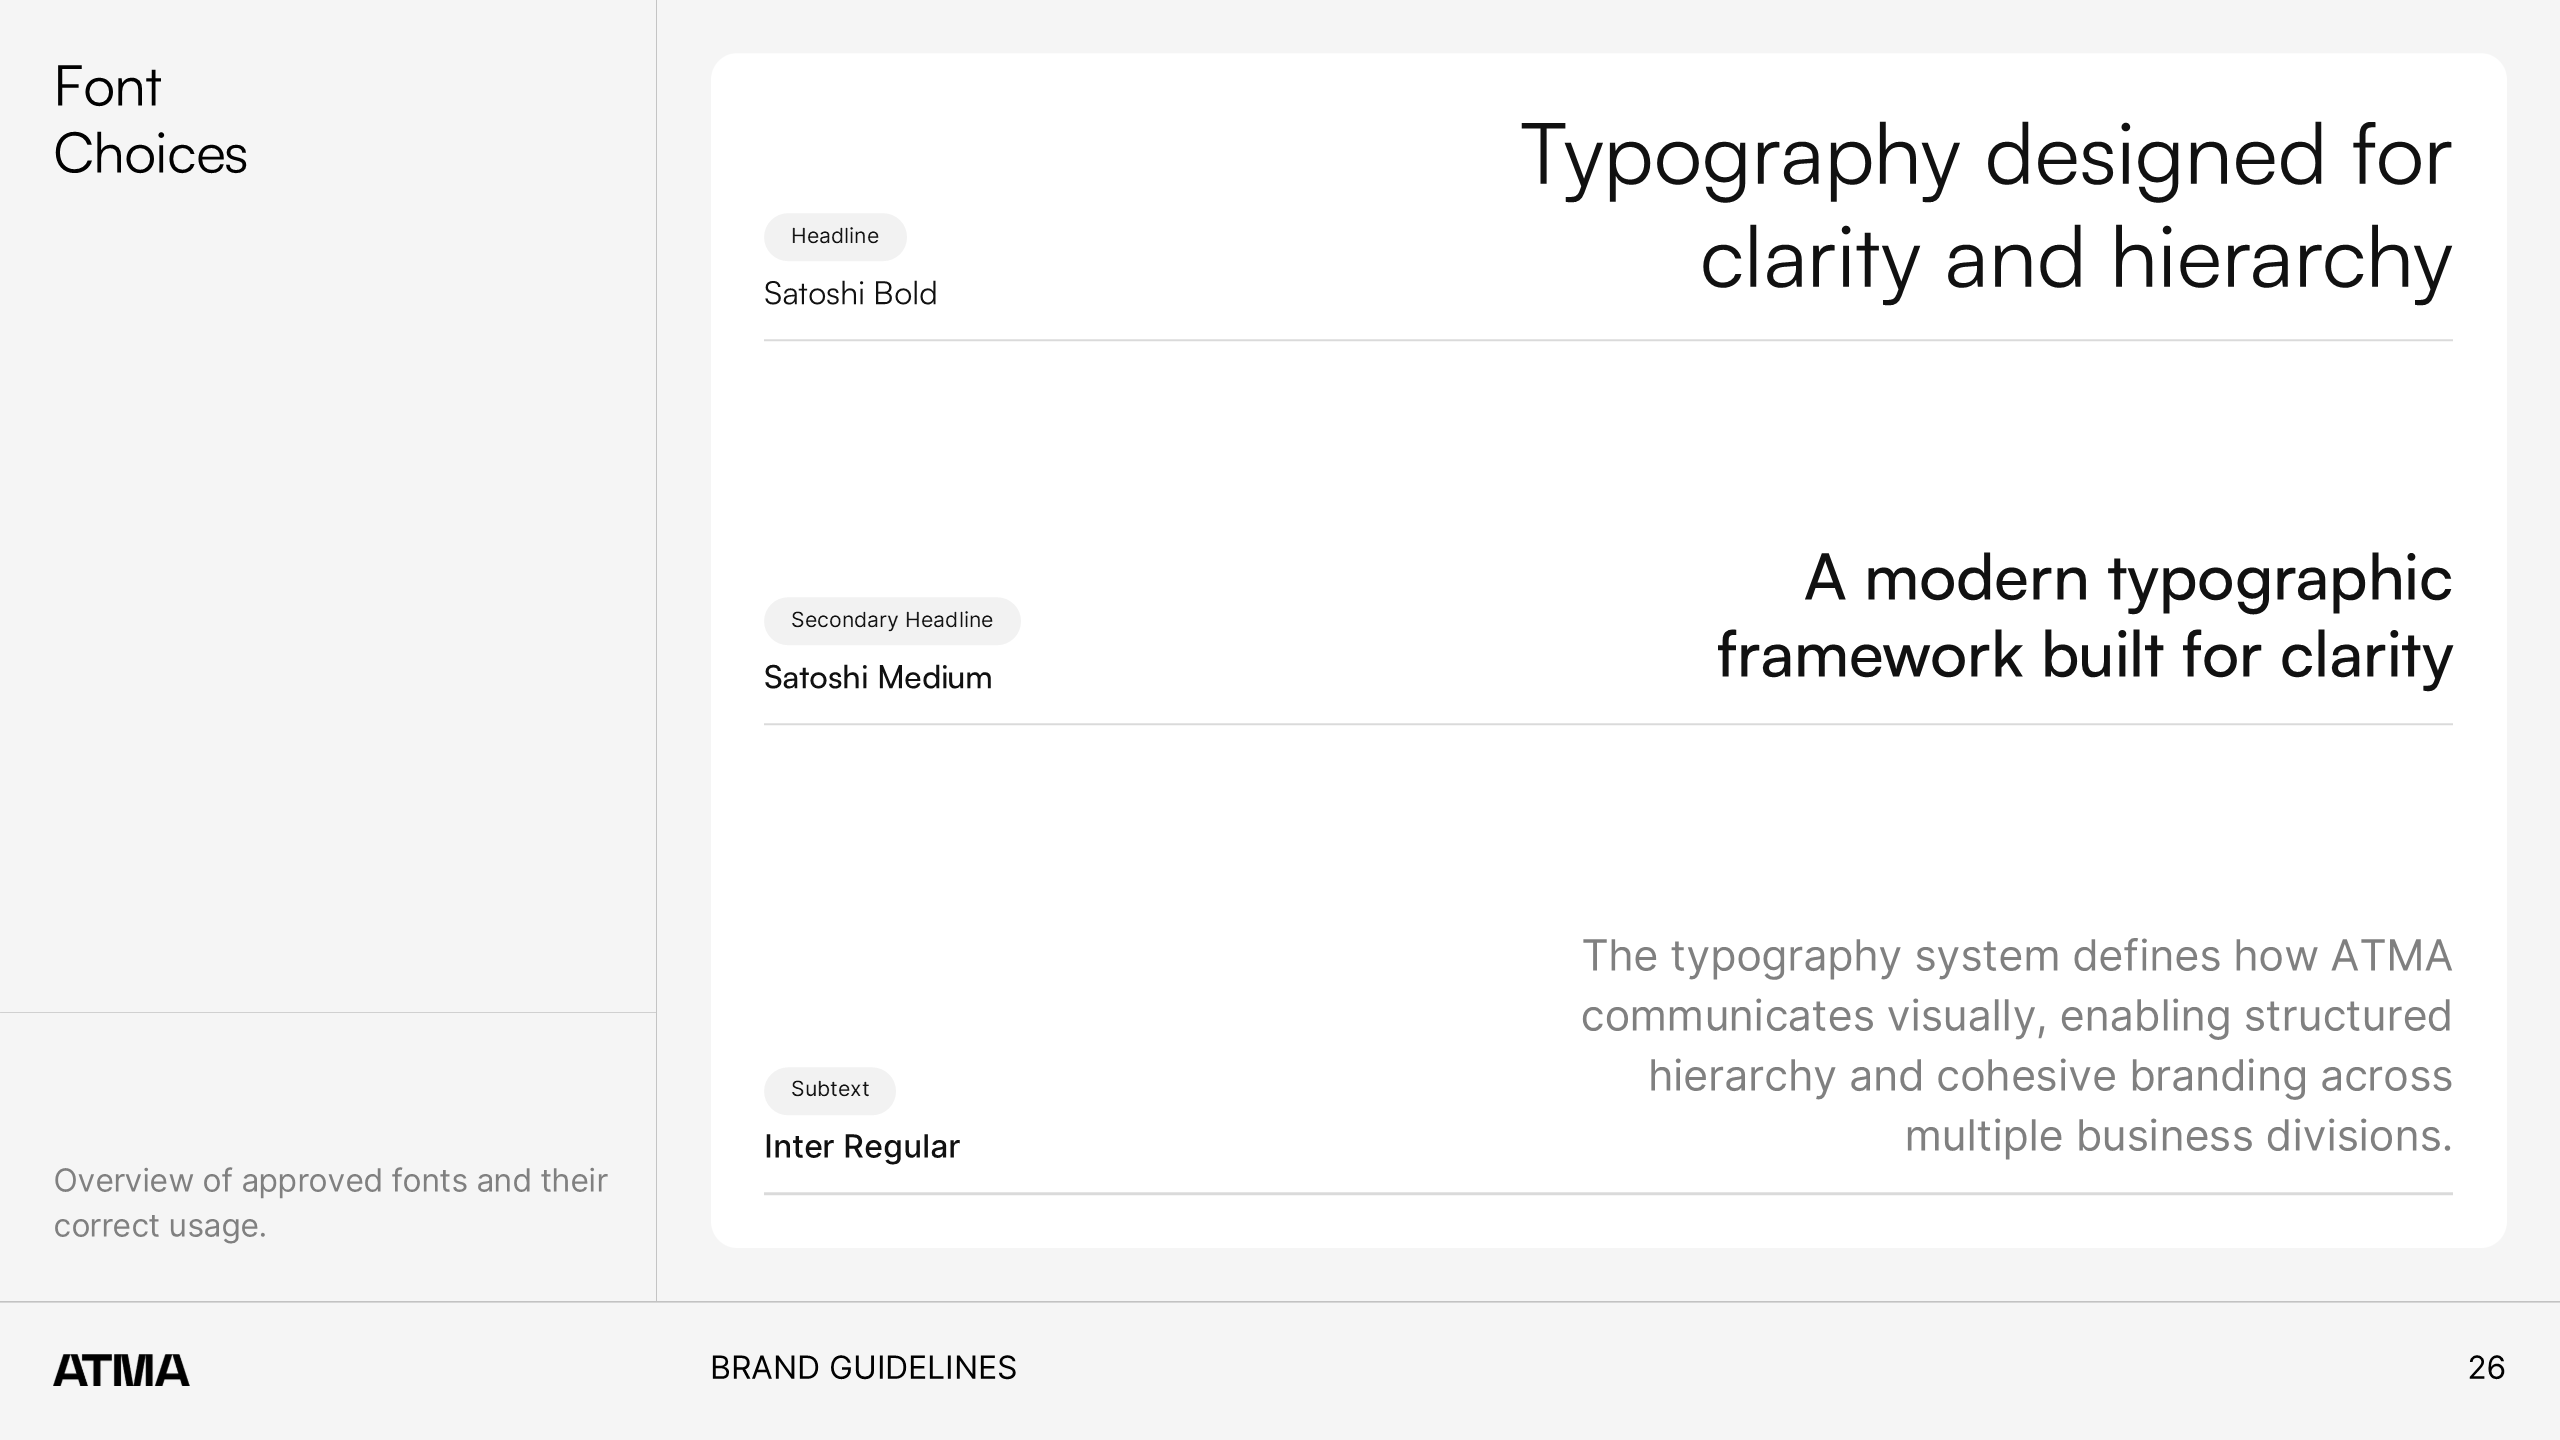 Font
Choices
Overview of approved fonts and their
correct usage.
Headline
Satoshi Bold
Typography designed for
clarity and hierarchy
Secondary Headline
Satoshi Medium
A modern typographic
framework built for clarity
Subtext
Inter Regular
The typography system defines how ATMA
communicates visually, enabling structured
hierarchy and cohesive branding across
multiple business divisions.
ATMA
BRAND GUIDELINES
26